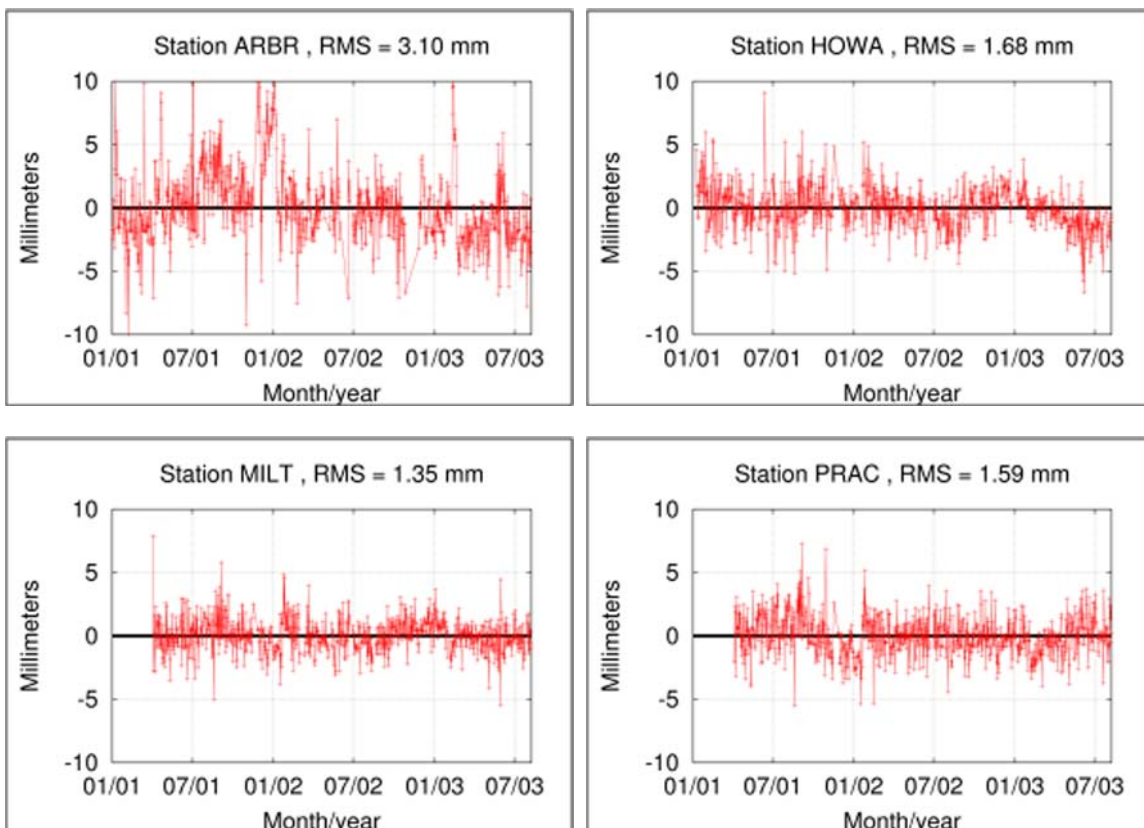 Station ARBR , RMS = 3.10 mm
10
5
0
-5
-10
Millimeters
01/01 07/01 01/02 07/02 01/03 07/03
Month/year
Station HOWA , RMS = 1.68 mm
10
5
0
-5
-10
Millimeters
01/01 07/01 01/02 07/02 01/03 07/03
Month/year
Station MILT , RMS = 1.35 mm
10
5
0
-5
-10
Millimeters
01/01 07/01 01/02 07/02 01/03 07/03
Month/year
Station PRAC , RMS = 1.59 mm
10
5
0
-5
-10
Millimeters
01/01 07/01 01/02 07/02 01/03 07/03
Month/year